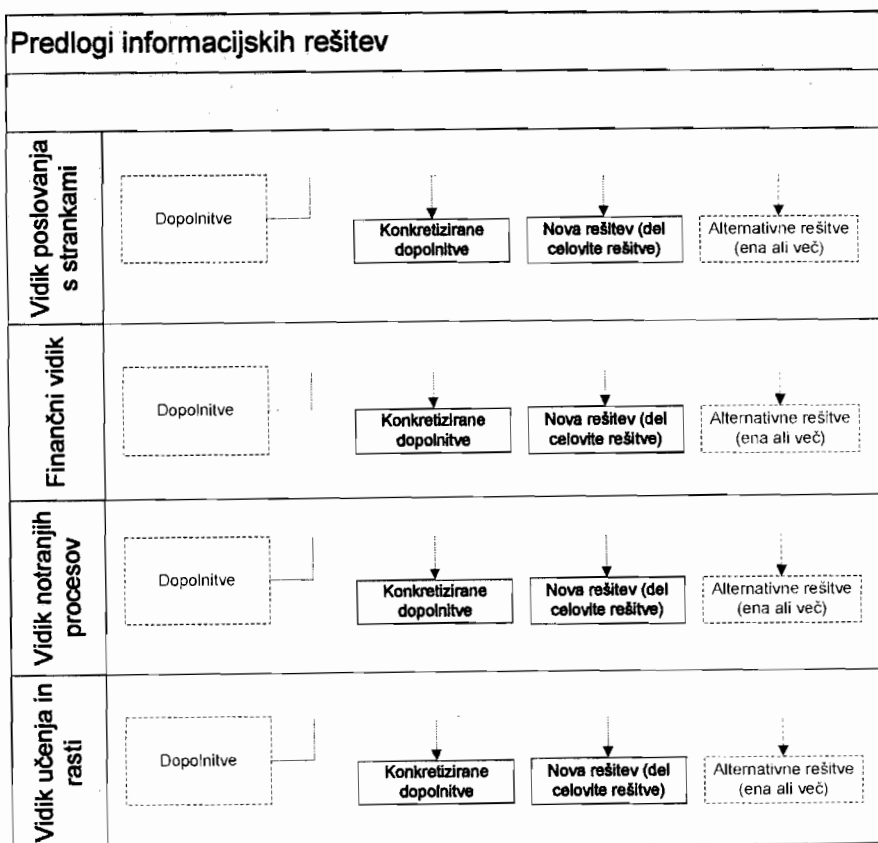 Predlogi informacijskih rešitev
Vidik poslovanja
s strankami
Dopolnitve
Konkretizirane
dopolnitve
Nova rešitev (del
celovite rešitve)
Alternativne rešitve
(ena ali več)
Finančni vidik
Dopolnitve
Konkretizirane
dopolnitve
Nova rešitev (del
celovite rešitve)
Alternativne rešitve
(ena ali več)
Vidik notranjih
procesov
Dopolnitve
Konkretizirane
dopolnitve
Nova rešitev (del
celovite rešitve)
Alternativne rešitve
(ena ali več)
Vidik učenja in
rasti
Dopolnitve
Konkretizirane
dopolnitve
Nova rešitev (del
celovite rešitve)
Alternativne rešitve
(ena ali več)